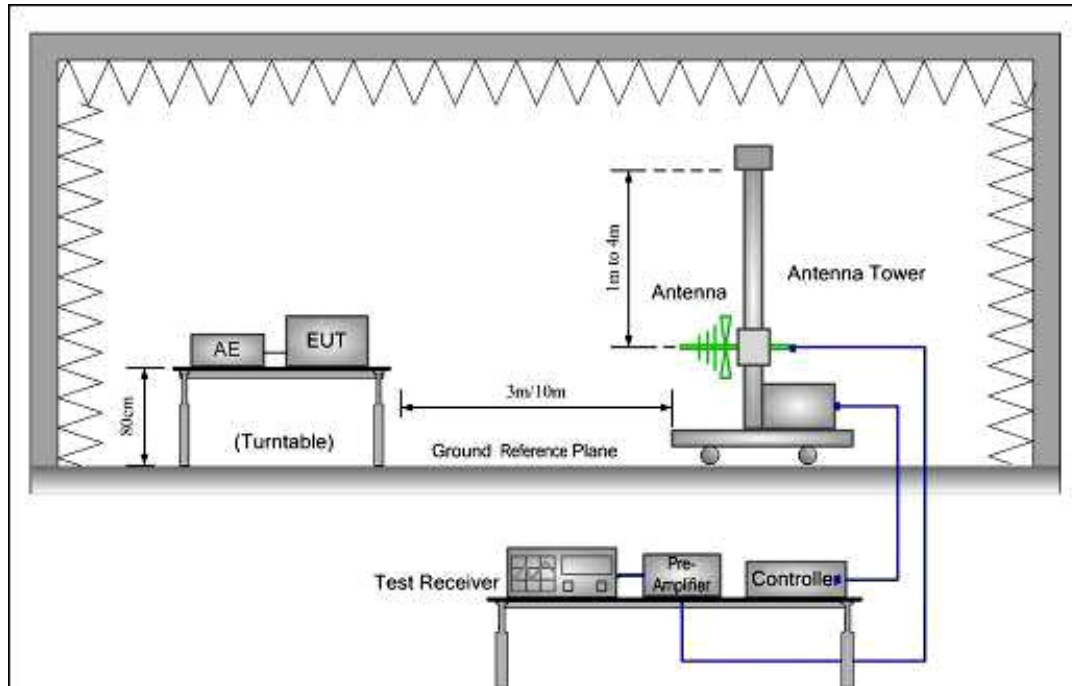 1m to 4m
Antenna Tower
Antenna
AE
EUT
80cm
3m/10m
(Turntable)
Ground Reference Plane
Test Receiver
Pre-
Amplifier
Controller